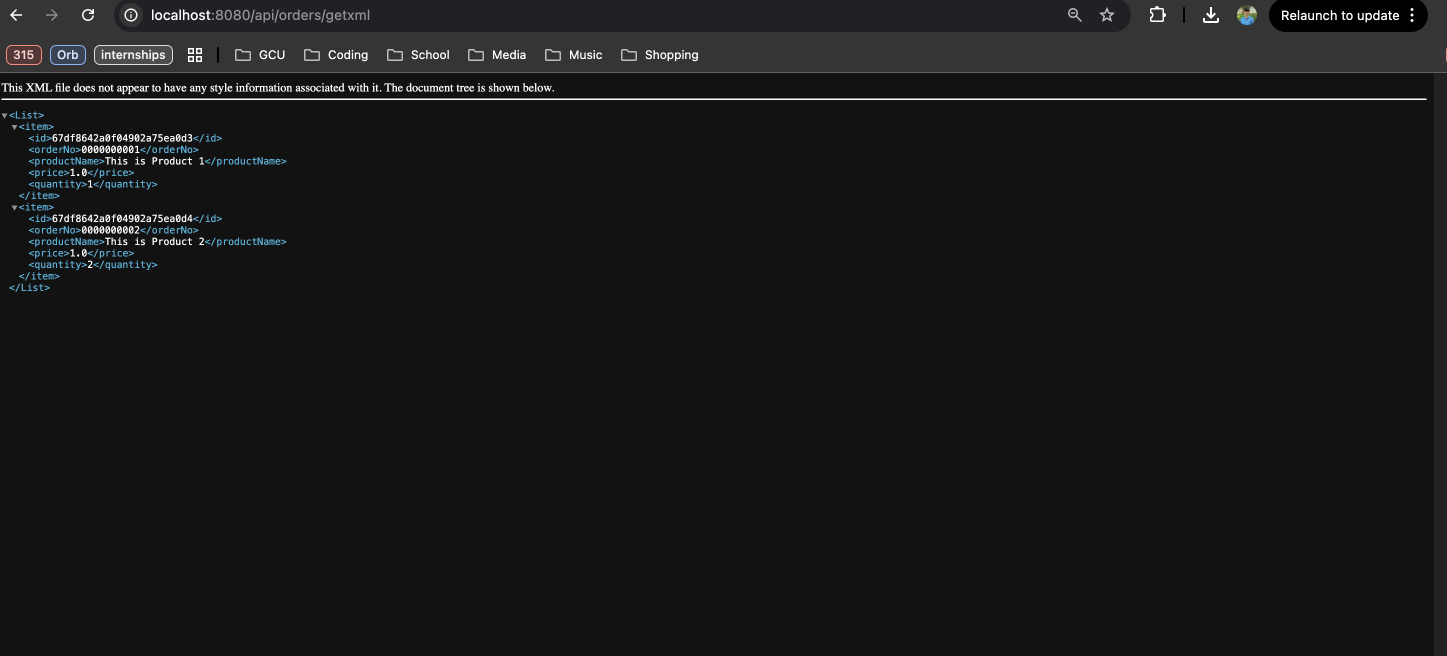 localhost:8080/api/orders/getxml
Relaunch to update
315 Orb internships GCU Coding School Media Music Shopping
This XML file does not appear to have any style information associated with it. The document tree is shown below.
▼<List>
▼<item>
<id>67df8642a0f04902a75ea0d3</id>
<orderNo>0000000001</orderNo>
<productName>This is Product 1</productName>
<price>1.0</price>
<quantity>1</quantity>
</item>
▼<item>
<id>67df8642a0f04902a75ea0d4</id>
<orderNo>0000000002</orderNo>
<productName>This is Product 2</productName>
<price>1.0</price>
<quantity>2</quantity>
</item>
</List>